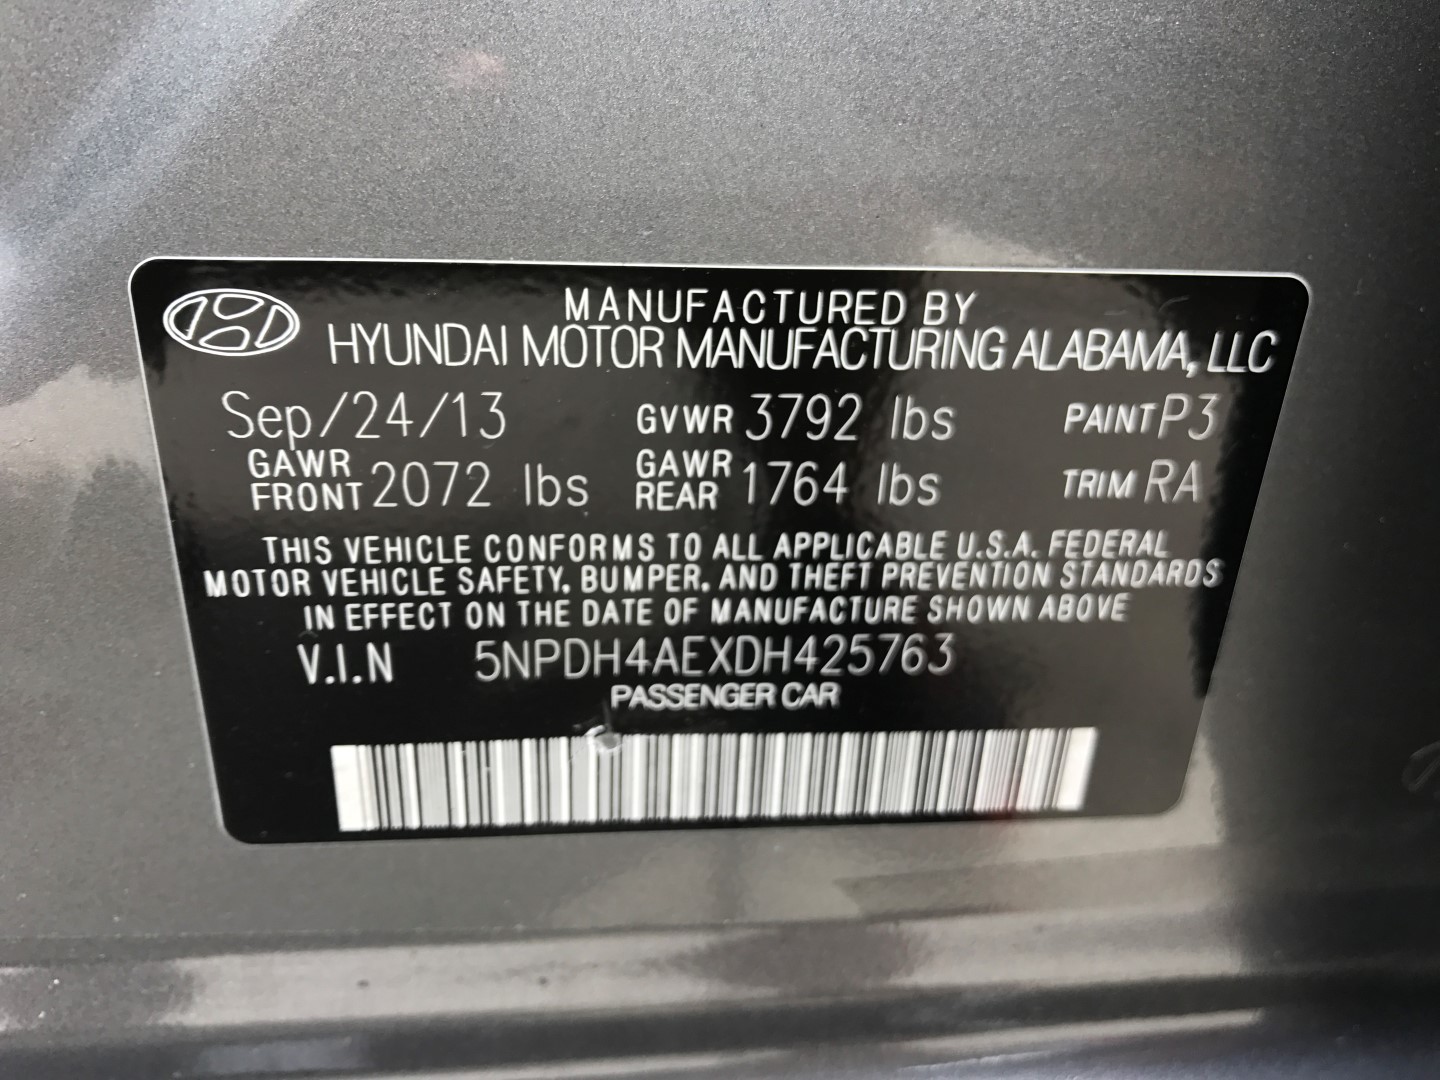 MANUFACTURED BY
HYUNDAI MOTOR MANUFACTURING ALABAMA, LLC
Sep/24/13 GVWR 3792 lbs PAINT P3
GAWR FRONT 2072 lbs GAWR REAR 1764 lbs TRIM RA
THIS VEHICLE CONFORMS TO ALL APPLICABLE U.S.A. FEDERAL
MOTOR VEHICLE SAFETY, BUMPER, AND THEFT PREVENTION STANDARDS
IN EFFECT ON THE DATE OF MANUFACTURE SHOWN ABOVE
V.I.N 5NPDH4AEXDH425763
PASSENGER CAR